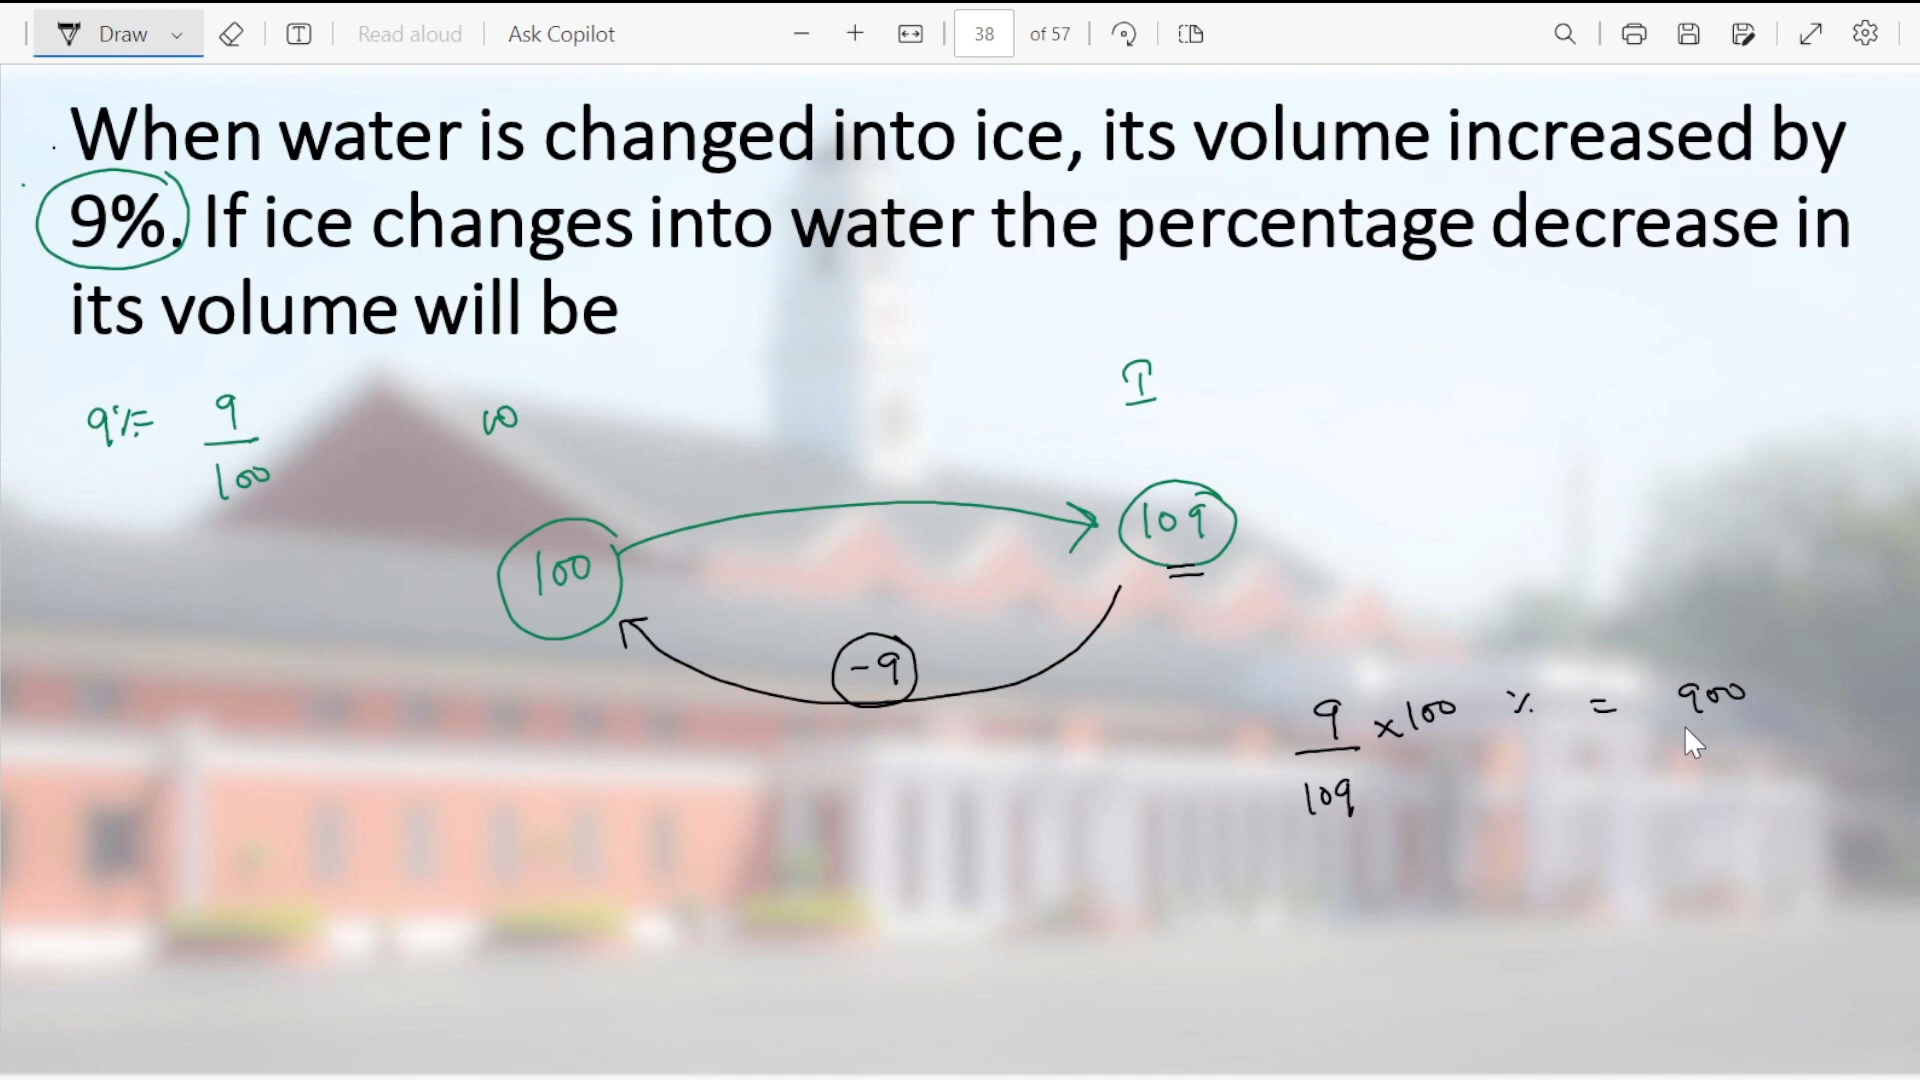 Draw
Read aloud
Ask Copilot
38 of 57
When water is changed into ice, its volume increased by
9%. If ice changes into water the percentage decrease in
its volume will be
9%= 9
100
W
I
100
109
-9
9 ×100 % = 900
109